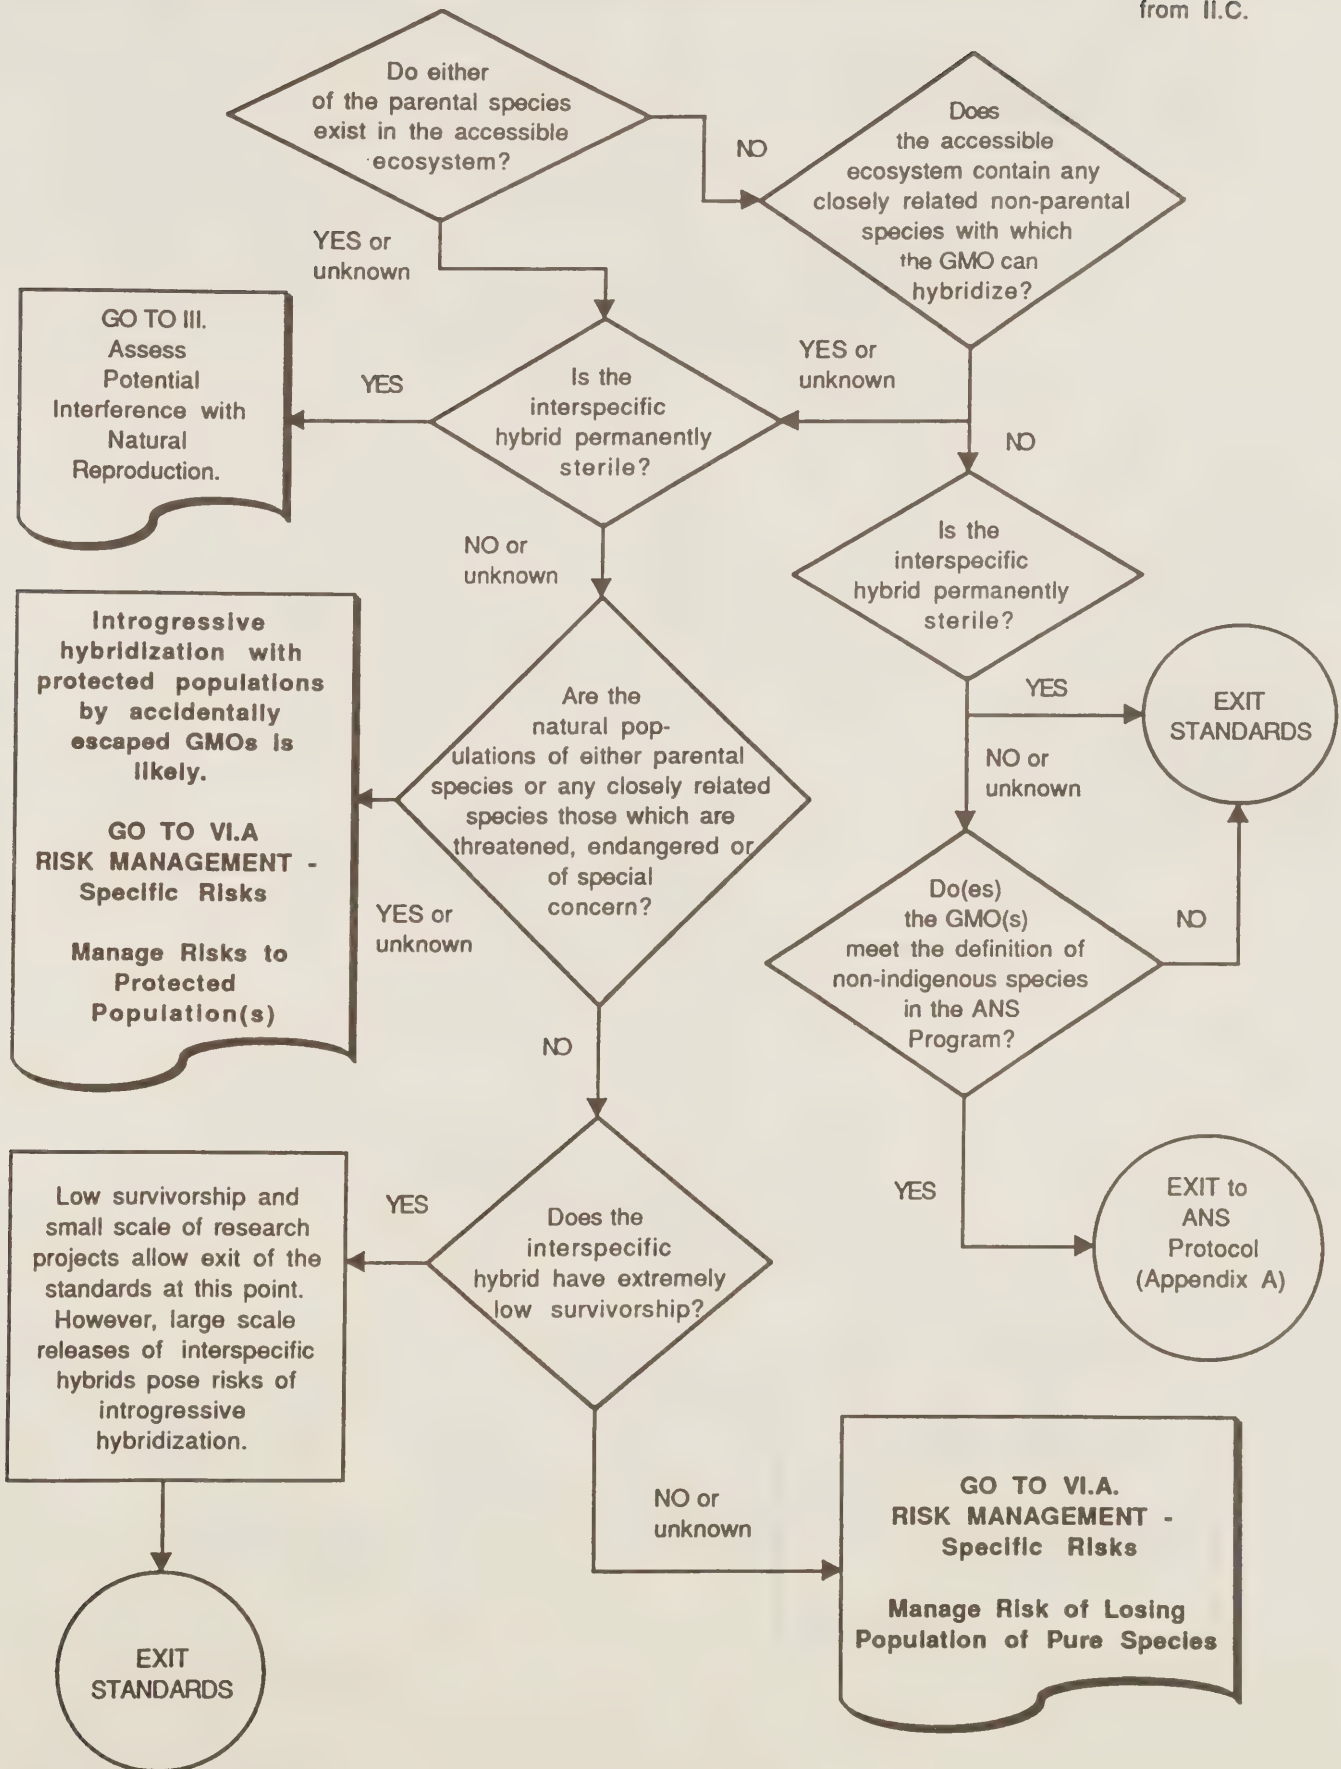 from II.C.
Do either
of the parental species
exist in the accessible
ecosystem?
NO
Does
the accessible
ecosystem contain any
closely related non-parental
species with which
the GMO can
hybridize?
YES or
unknown
GO TO III.
Assess
Potential
Interference with
Natural
Reproduction.
YES
Is the
interspecific
hybrid permanently
sterile?
YES or
unknown
NO
NO or
unknown
Is the
interspecific
hybrid permanently
sterile?
YES
EXIT
STANDARDS
NO or
unknown
Introgressive
hybridization with
protected populations
by accidentally
escaped GMOs is
likely.
GO TO VI.A
RISK MANAGEMENT -
Specific Risks
Manage Risks to
Protected
Population(s)
YES or
unknown
Are the
natural pop-
ulations of either parental
species or any closely related
species those which are
threatened, endangered or
of special
concern?
NO
Do(es)
the GMO(s)
meet the definition of
non-indigenous species
in the ANS
Program?
NO
YES
EXIT to
ANS
Protocol
(Appendix A)
Low survivorship and
small scale of research
projects allow exit of the
standards at this point.
However, large scale
releases of interspecific
hybrids pose risks of
introgressive
hybridization.
YES
Does the
interspecific
hybrid have extremely
low survivorship?
NO or
unknown
GO TO VI.A.
RISK MANAGEMENT -
Specific Risks
Manage Risk of Losing
Population of Pure Species
EXIT
STANDARDS